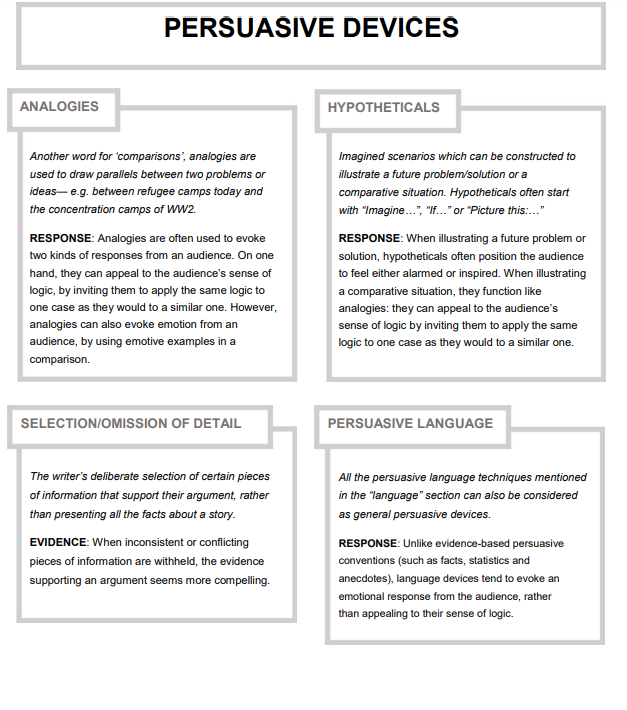 PERSUASIVE DEVICES
ANALOGIES
Another word for ‘comparisons’, analogies are
used to draw parallels between two problems or
ideas— e.g. between refugee camps today and
the concentration camps of WW2.
RESPONSE: Analogies are often used to evoke
two kinds of responses from an audience. On one
hand, they can appeal to the audience’s sense of
logic, by inviting them to apply the same logic to
one case as they would to a similar one. However,
analogies can also evoke emotion from an
audience, by using emotive examples in a
comparison.
HYPOTHETICALS
Imagined scenarios which can be constructed to
illustrate a future problem/solution or a
comparative situation. Hypotheticals often start
with “Imagine…”, “If…” or “Picture this:…”
RESPONSE: When illustrating a future problem or
solution, hypotheticals often position the audience
to feel either alarmed or inspired. When illustrating
a comparative situation, they function like
analogies: they can appeal to the audience’s
sense of logic by inviting them to apply the same
logic to one case as they would to a similar one.
SELECTION/OMISSION OF DETAIL
The writer’s deliberate selection of certain pieces
of information that support their argument, rather
than presenting all the facts about a story.
EVIDENCE: When inconsistent or conflicting
pieces of information are withheld, the evidence
supporting an argument seems more compelling.
PERSUASIVE LANGUAGE
All the persuasive language techniques mentioned
in the “language” section can also be considered
as general persuasive devices.
RESPONSE: Unlike evidence-based persuasive
conventions (such as facts, statistics and
anecdotes), language devices tend to evoke an
emotional response from the audience, rather
than appealing to their sense of logic.